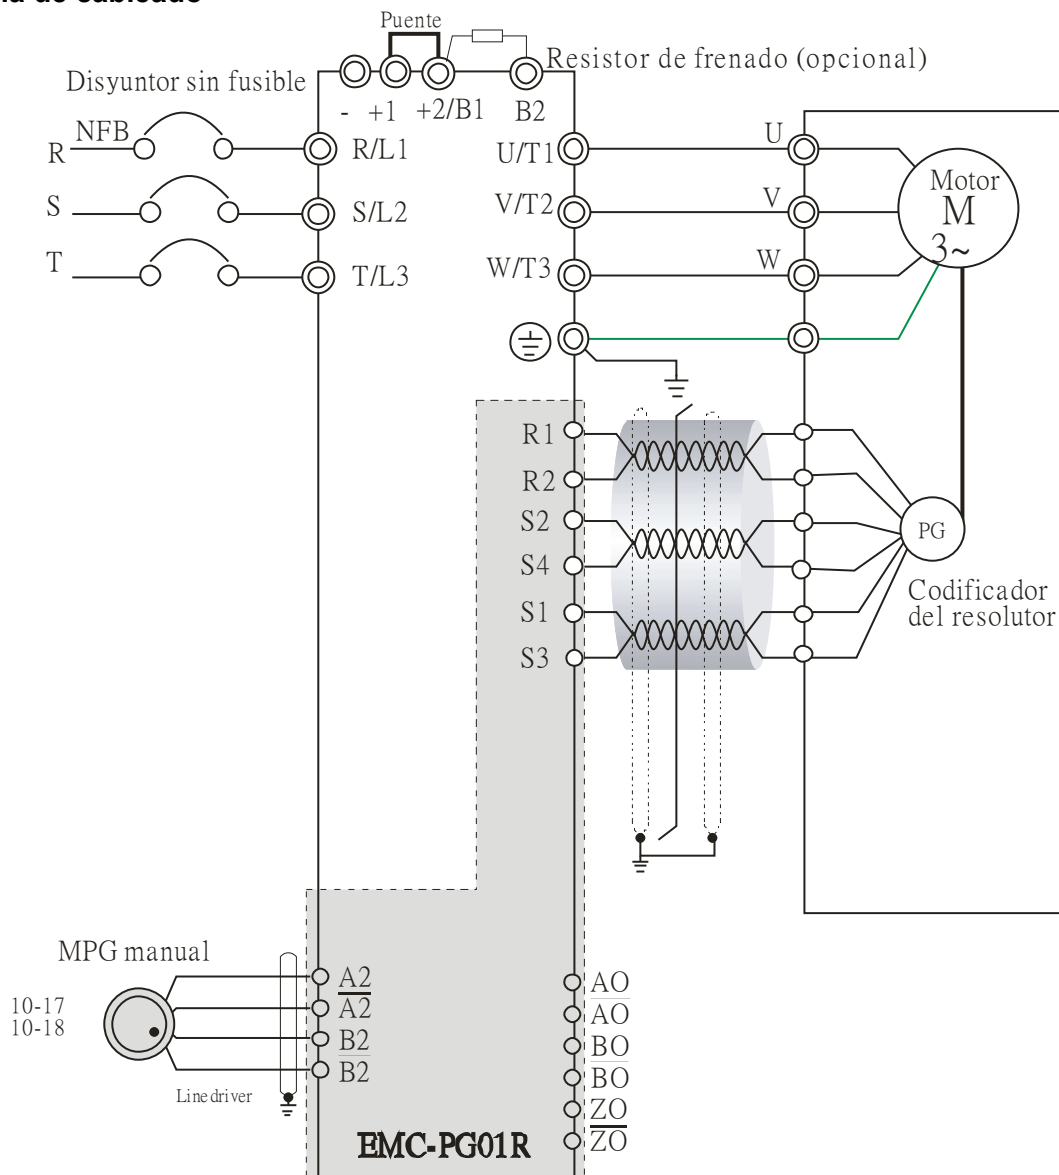 Puente
Resistor de frenado (opcional)
Disyuntor sin fusible
- +1 +2/B1 B2
NFB
R
R/L1
U/T1
U
S
S/L2
V/T2
V
T
T/L3
W/T3
W
Motor
M
3~
R1
R2
S2
S4
S1
S3
PG
Codificador
del resolutor
MPG manual
10-17
10-18
A2
A2
B2
B2
Line driver
AO
AO
BO
BO
ZO
ZO
EMC-PG01R